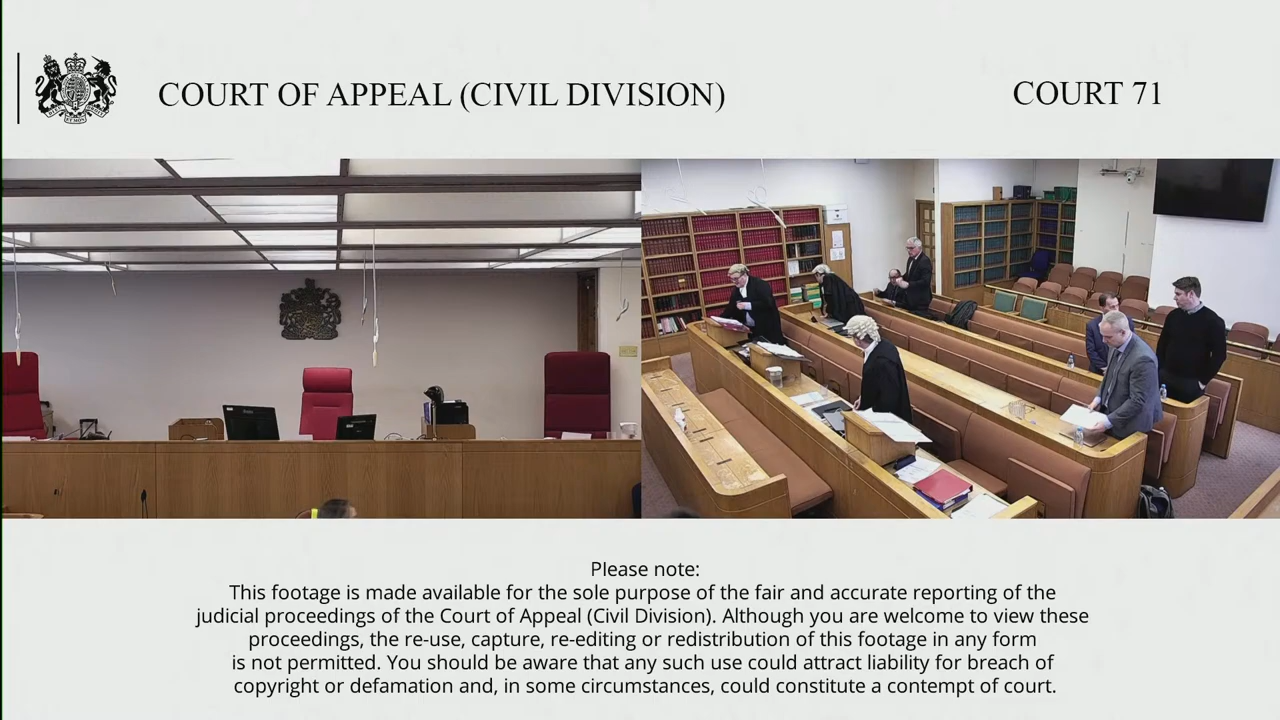 COURT OF APPEAL (CIVIL DIVISION)
COURT 71
Please note:
This footage is made available for the sole purpose of the fair and accurate reporting of the
judicial proceedings of the Court of Appeal (Civil Division). Although you are welcome to view these
proceedings, the re-use, capture, re-editing or redistribution of this footage in any form
is not permitted. You should be aware that any such use could attract liability for breach of
copyright or defamation and, in some circumstances, could constitute a contempt of court.